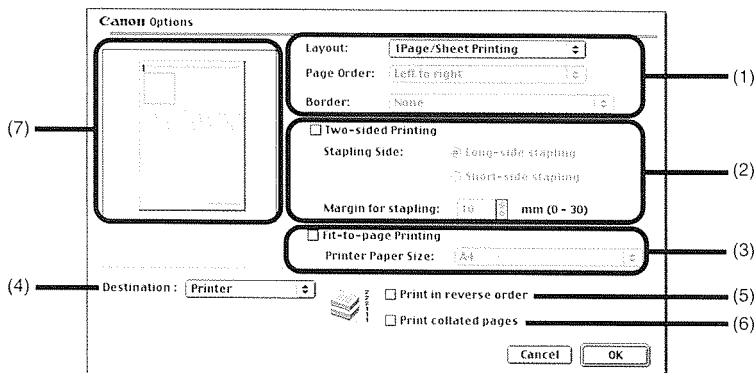 Canon Options
Layout: 1Page/Sheet Printing
Page Order: Left to right
Border: None
(1)
(7)
1
Two-sided Printing
Stapling Side: Long-side stapling
Short-side stapling
(2)
Margin for stapling: 10 mm (0 - 30)
Fit-to-page Printing
Printer Paper Size: A4
(3)
(4)
Destination : Printer
Print in reverse order
(5)
Print collated pages
(6)
Cancel OK